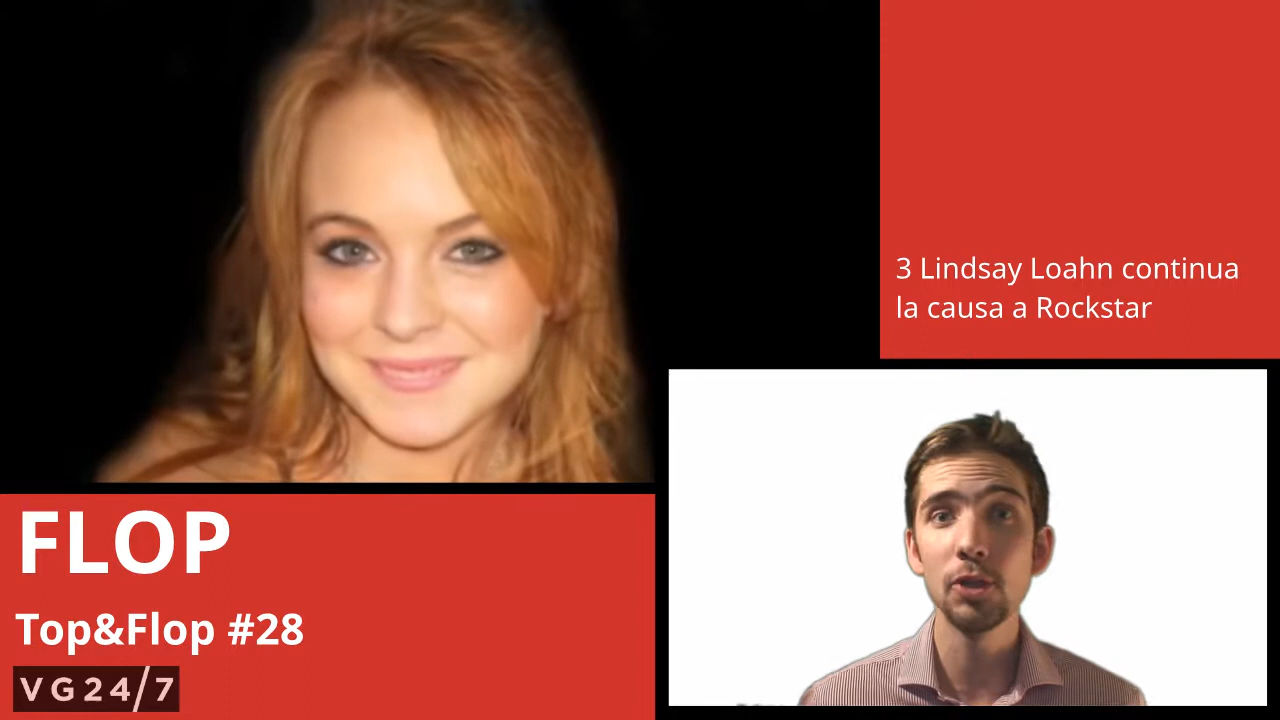 3 Lindsay Loahn continua
la causa a Rockstar
FLOP
Top&Flop #28
VG24/7